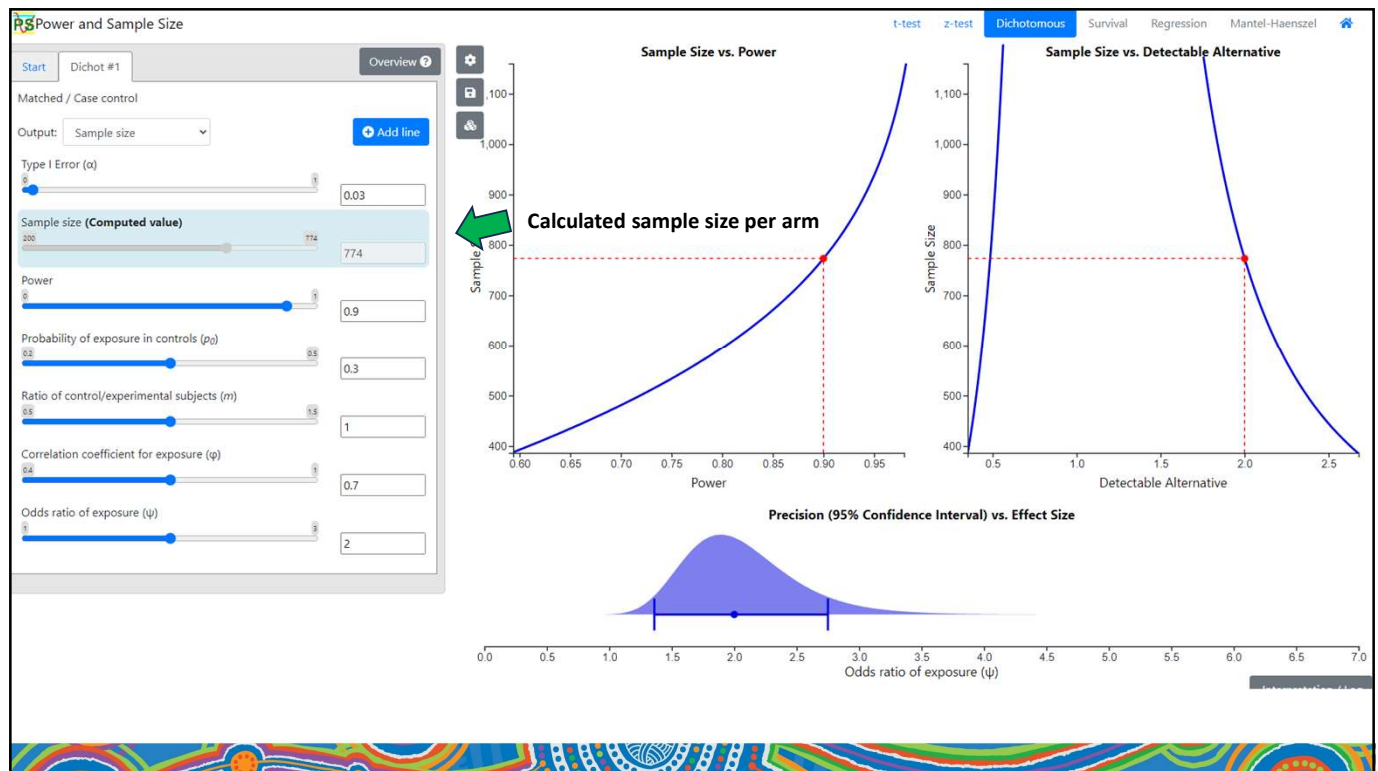 PS Power and Sample Size
t-test z-test Dichotomous Survival Regression Mantel-Haenszel
Start Dichot #1 Overview ?
Matched / Case control
Output: Sample size Add line
Type I Error (α)
0 1
0.03
Sample size (Computed value)
200 774
774
Power
0 1
0.9
Probability of exposure in controls (p0)
0.2 0.5
0.3
Ratio of control/experimental subjects (m)
0.5 1.5
1
Correlation coefficient for exposure (φ)
0.4 1
0.7
Odds ratio of exposure (ψ)
1 3
2
Calculated sample size per arm
Sample Size vs. Power
,100
1,000
900
800
700
600
500
400
Sample S
0.60 0.65 0.70 0.75 0.80 0.85 0.90 0.95
Power
Sample Size vs. Detectable Alternative
1,100
1,000
900
800
700
600
500
400
Sample Size
0.5 1.0 1.5 2.0 2.5
Detectable Alternative
Precision (95% Confidence Interval) vs. Effect Size
0.0 0.5 1.0 1.5 2.0 2.5 3.0 3.5 4.0 4.5 5.0 5.5 6.0 6.5 7.0
Odds ratio of exposure (ψ)